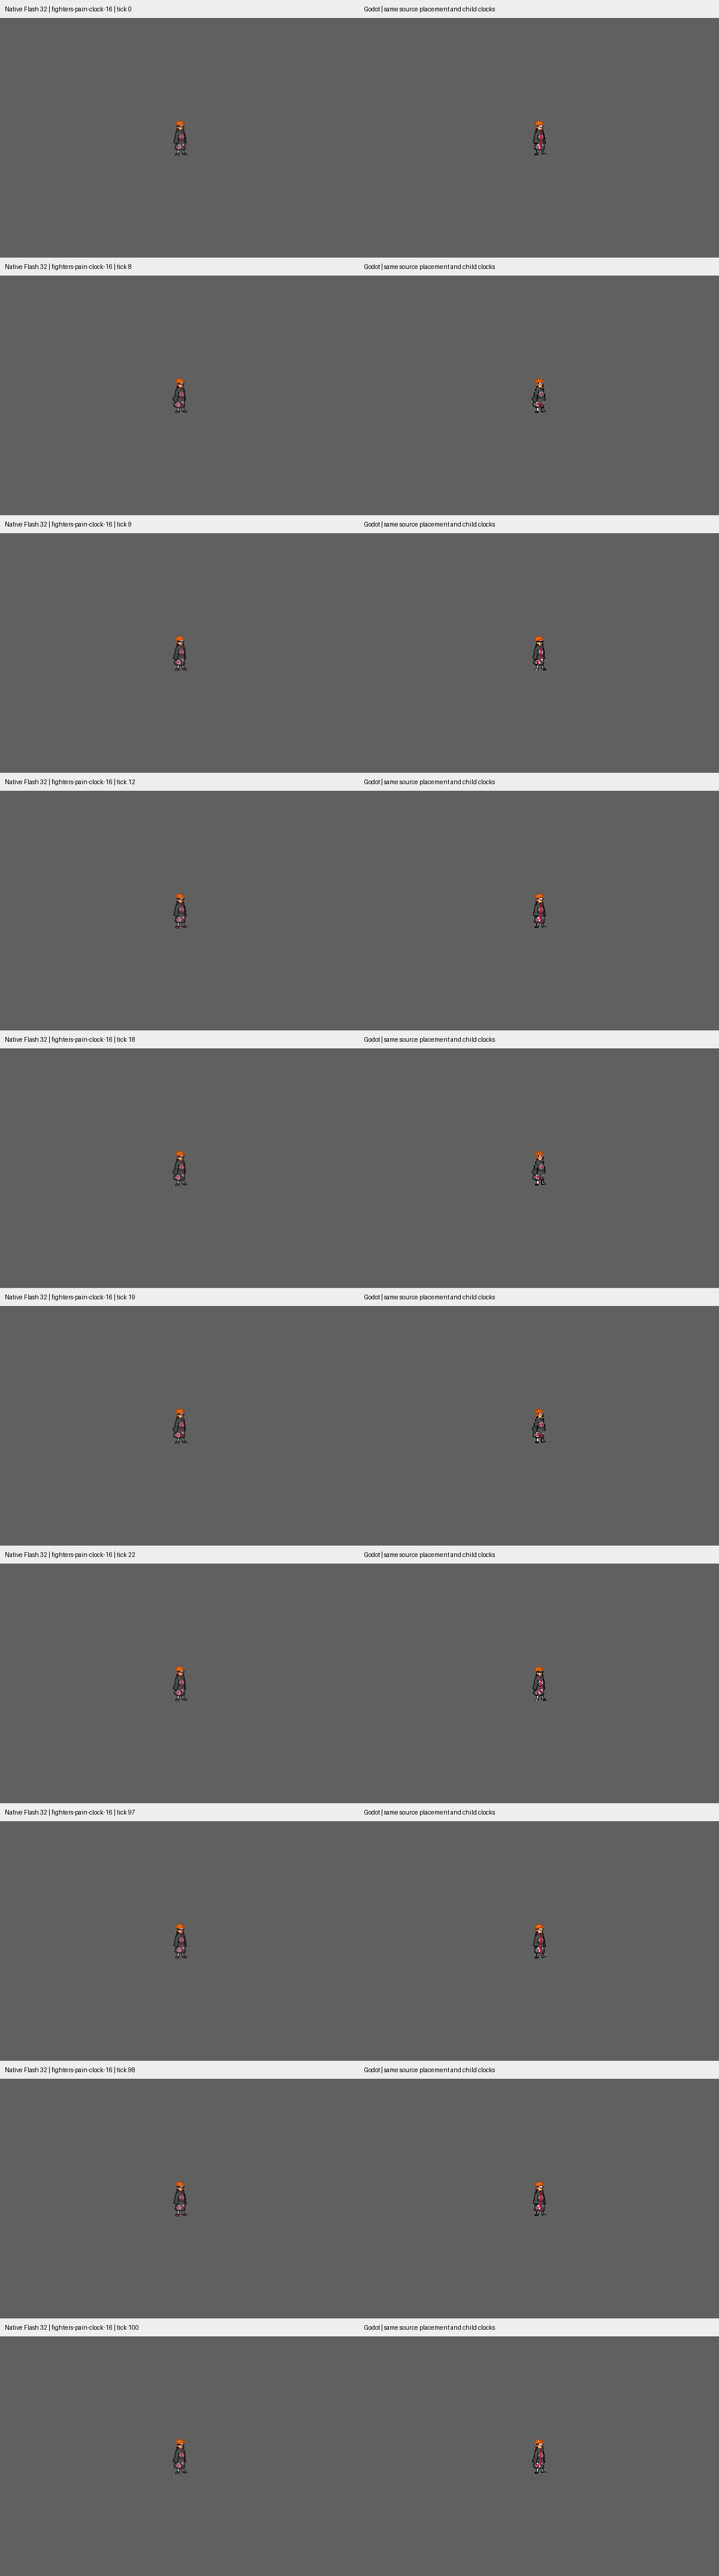 Native Flash 32 | fighters-pain-clock-16 | tick 0
Godot | same source placement and child clocks
Native Flash 32 | fighters-pain-clock-16 | tick 8
Godot | same source placement and child clocks
Native Flash 32 | fighters-pain-clock-16 | tick 9
Godot | same source placement and child clocks
Native Flash 32 | fighters-pain-clock-16 | tick 12
Godot | same source placement and child clocks
Native Flash 32 | fighters-pain-clock-16 | tick 18
Godot | same source placement and child clocks
Native Flash 32 | fighters-pain-clock-16 | tick 19
Godot | same source placement and child clocks
Native Flash 32 | fighters-pain-clock-16 | tick 22
Godot | same source placement and child clocks
Native Flash 32 | fighters-pain-clock-16 | tick 97
Godot | same source placement and child clocks
Native Flash 32 | fighters-pain-clock-16 | tick 98
Godot | same source placement and child clocks
Native Flash 32 | fighters-pain-clock-16 | tick 100
Godot | same source placement and child clocks